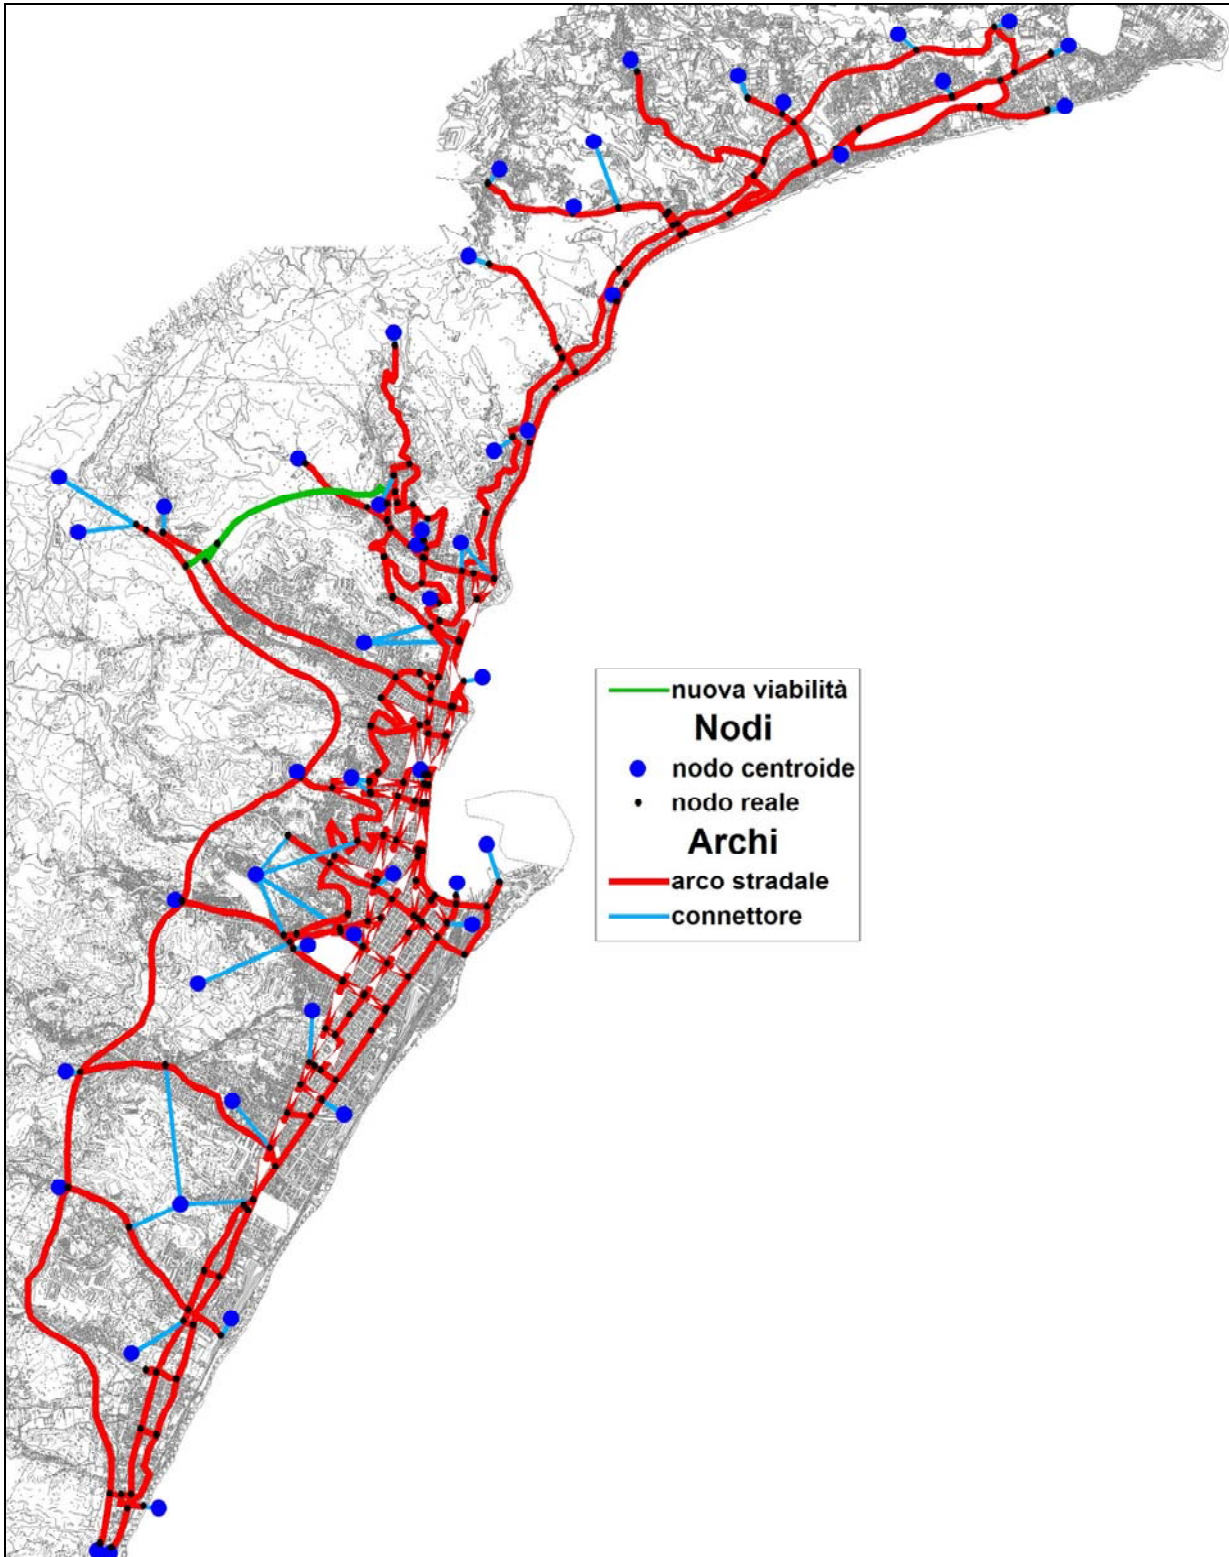 nuova viabilità
Nodi
nodo centroide
nodo reale
Archi
arco stradale
connettore